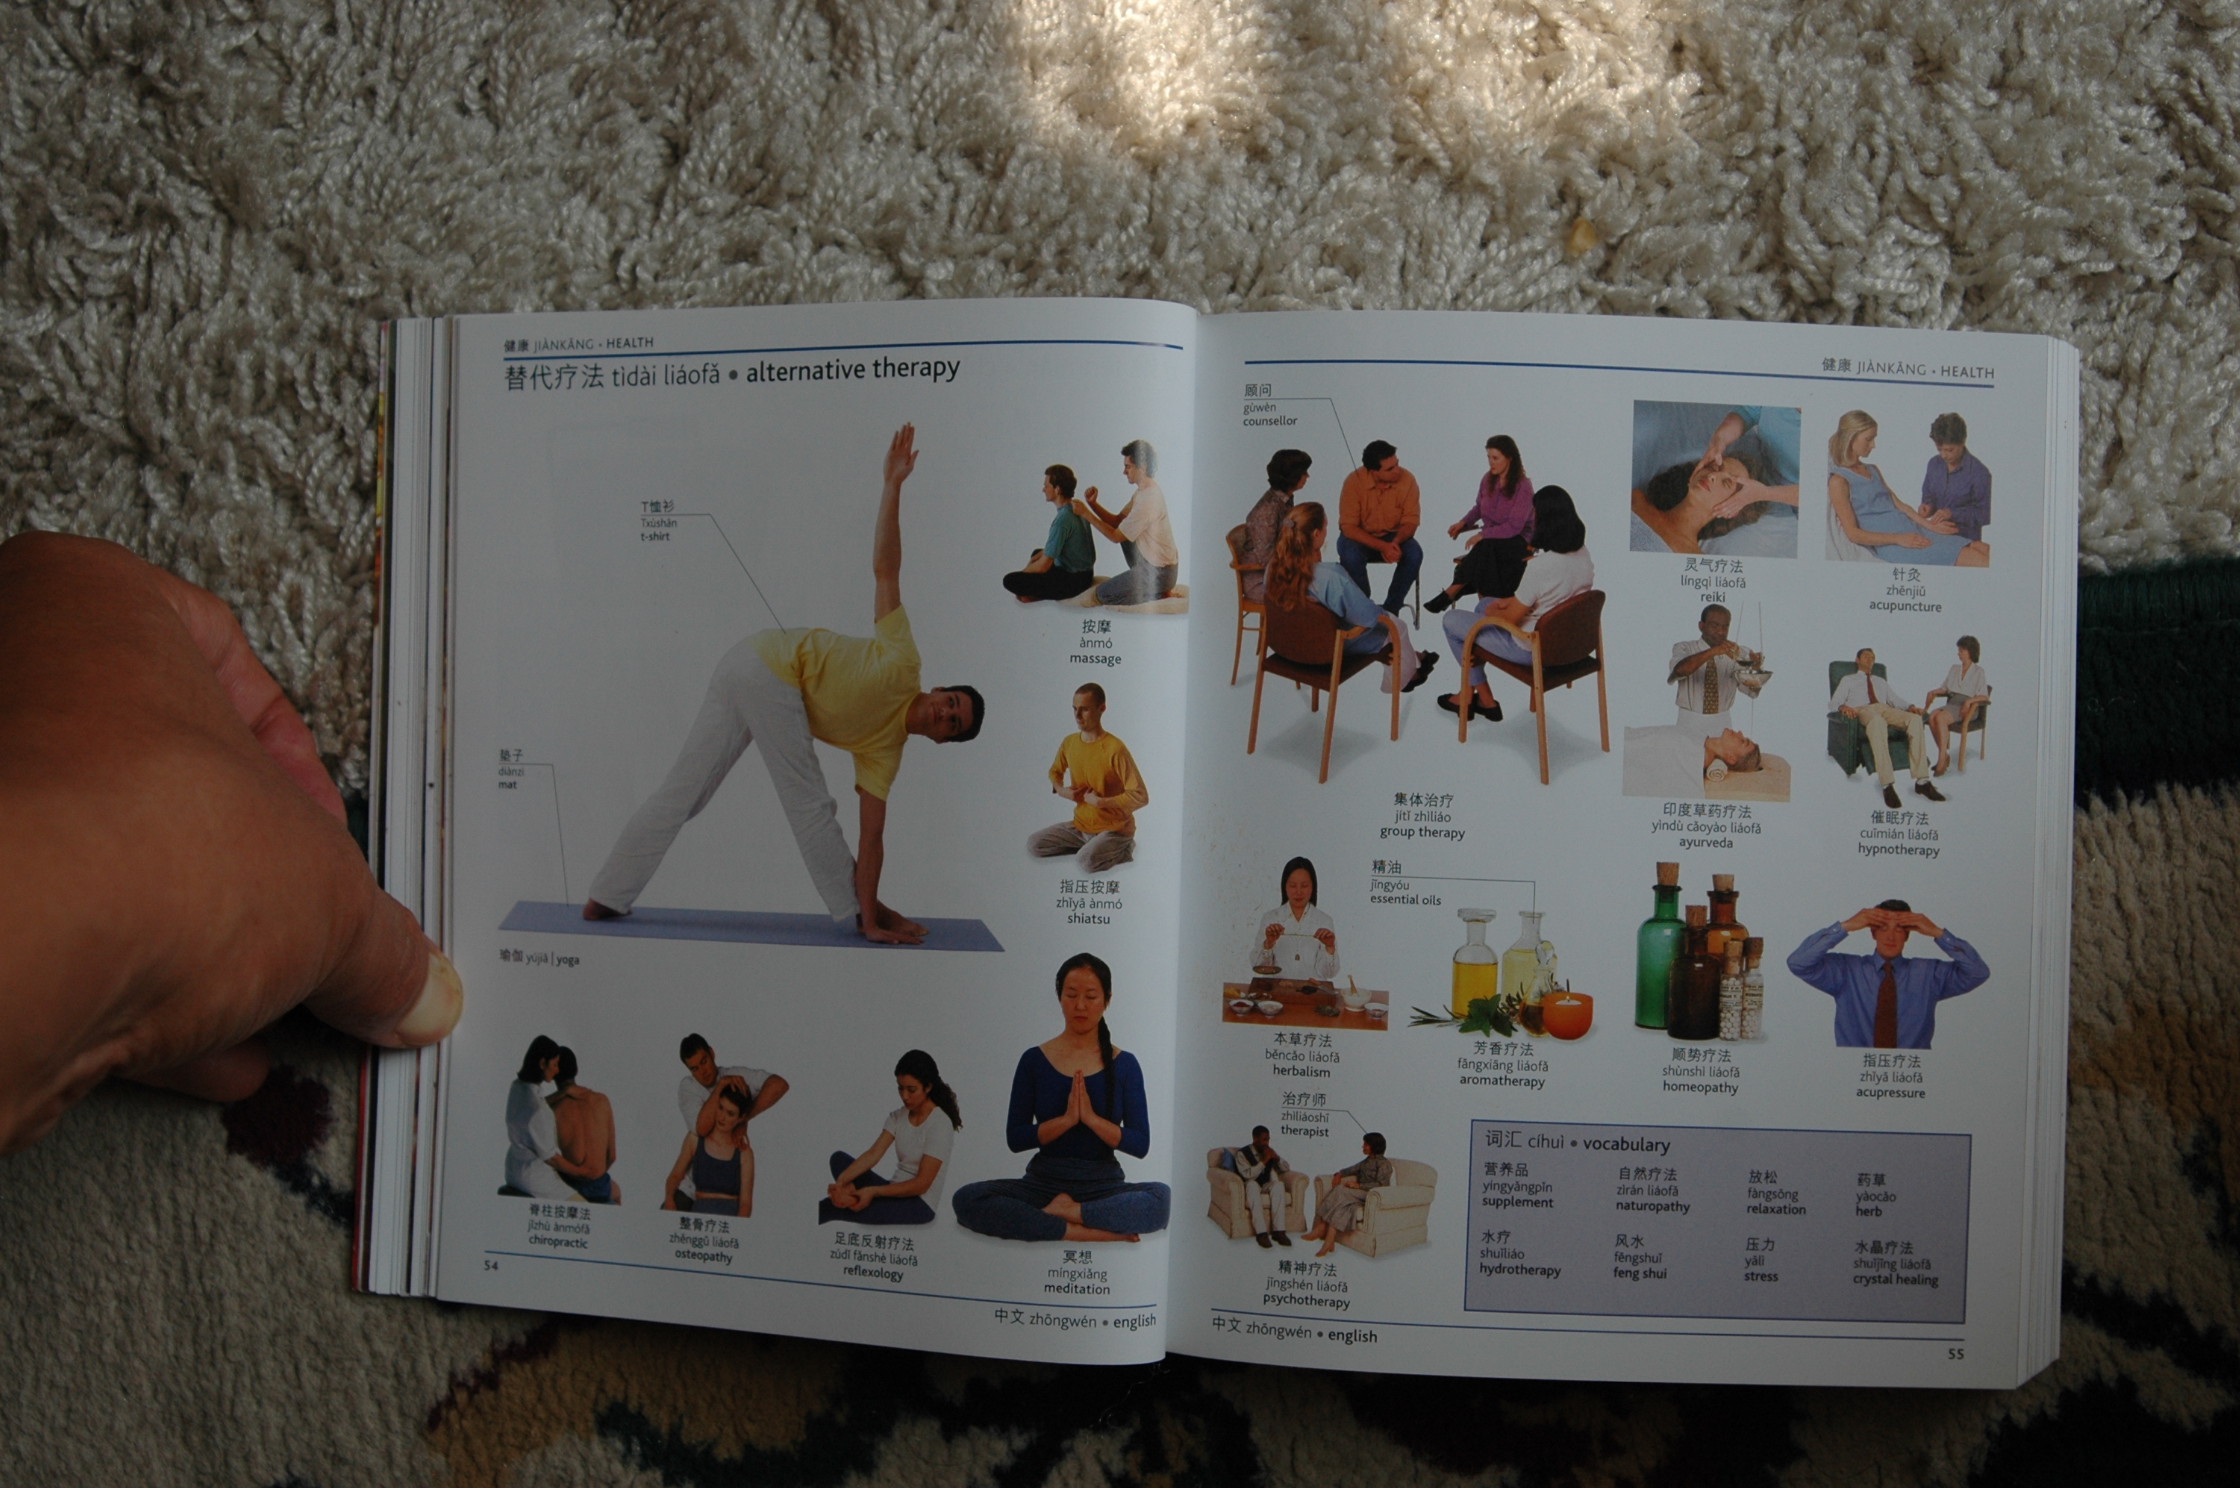 健康 JIÀNKĀNG • HEALTH
替代疗法 tìdài liáofǎ • alternative therapy
T恤衫
Txùshān
t-shirt
垫子
diànzi
mat
瑜伽 yújiā | yoga
按摩
ànmó
massage
指压按摩
zhǐyā ànmó
shiatsu
脊柱按摩法
jǐzhù ànmófǎ
chiropractic
整骨疗法
zhěnggǔ liáofǎ
osteopathy
足底反射疗法
zúdǐ fǎnshè liáofǎ
reflexology
冥想
míngxiǎng
meditation
54
中文 zhōngwén • english
健康 JIÀNKĀNG • HEALTH
顾问
gùwèn
counsellor
集体治疗
jítǐ zhìliáo
group therapy
灵气疗法
língqì liáofǎ
reiki
针灸
zhēnjiǔ
acupuncture
印度草药疗法
yìndù cǎoyào liáofǎ
ayurveda
催眠疗法
cuīmián liáofǎ
hypnotherapy
精油
jīngyóu
essential oils
本草疗法
běncǎo liáofǎ
herbalism
芳香疗法
fāngxiāng liáofǎ
aromatherapy
顺势疗法
shùnshì liáofǎ
homeopathy
指压疗法
zhǐyā liáofǎ
acupressure
治疗师
zhìliáoshī
therapist
精神疗法
jīngshén liáofǎ
psychotherapy
词汇 cíhuì • vocabulary
营养品
yíngyǎngpǐn
supplement
自然疗法
zìrán liáofǎ
naturopathy
放松
fàngsōng
relaxation
药草
yàocǎo
herb
水疗
shuǐliáo
hydrotherapy
风水
fēngshuǐ
feng shui
压力
yālì
stress
水晶疗法
shuǐjīng liáofǎ
crystal healing
中文 zhōngwén • english
55